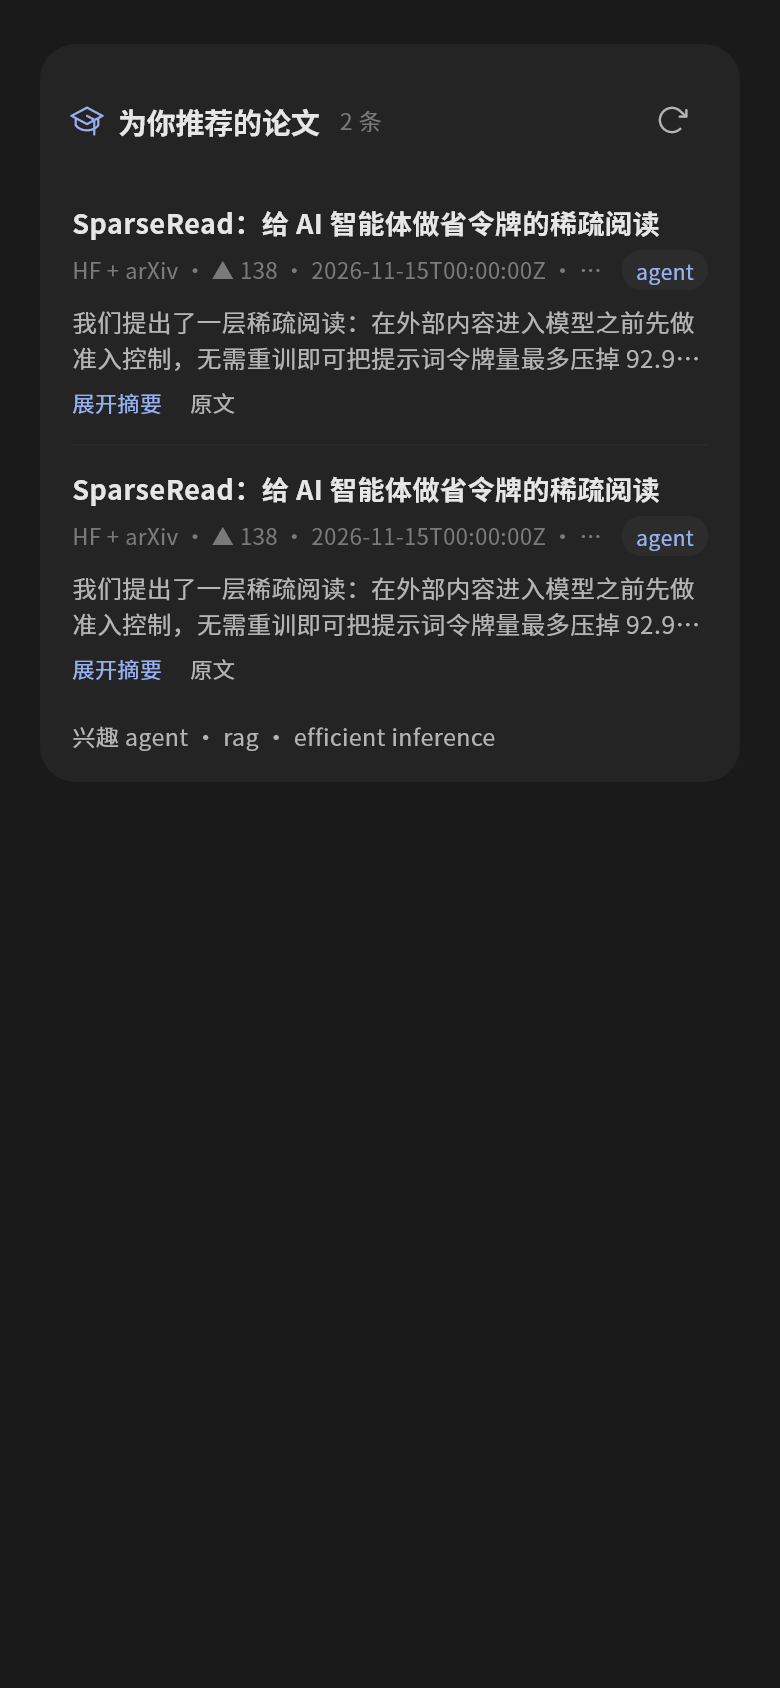 为你推荐的论文 2 条
SparseRead：给 AI 智能体做省令牌的稀疏阅读
HF + arXiv · ▲ 138 · 2026-11-15T00:00:00Z · … agent
我们提出了一层稀疏阅读：在外部内容进入模型之前先做
准入控制，无需重训即可把提示词令牌量最多压掉 92.9…
展开摘要 原文
SparseRead：给 AI 智能体做省令牌的稀疏阅读
HF + arXiv · ▲ 138 · 2026-11-15T00:00:00Z · … agent
我们提出了一层稀疏阅读：在外部内容进入模型之前先做
准入控制，无需重训即可把提示词令牌量最多压掉 92.9…
展开摘要 原文
兴趣 agent · rag · efficient inference